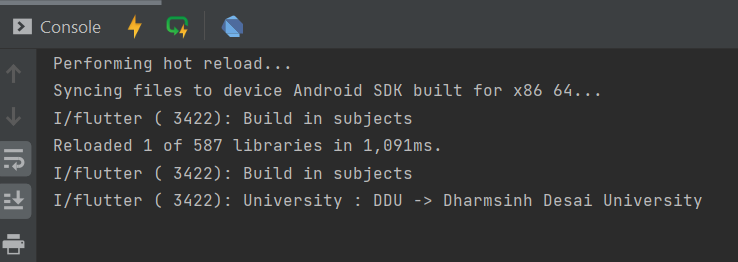 Console
Performing hot reload...
Syncing files to device Android SDK built for x86 64...
I/flutter ( 3422): Build in subjects
Reloaded 1 of 587 libraries in 1,091ms.
I/flutter ( 3422): Build in subjects
I/flutter ( 3422): University : DDU -> Dharmsinh Desai University